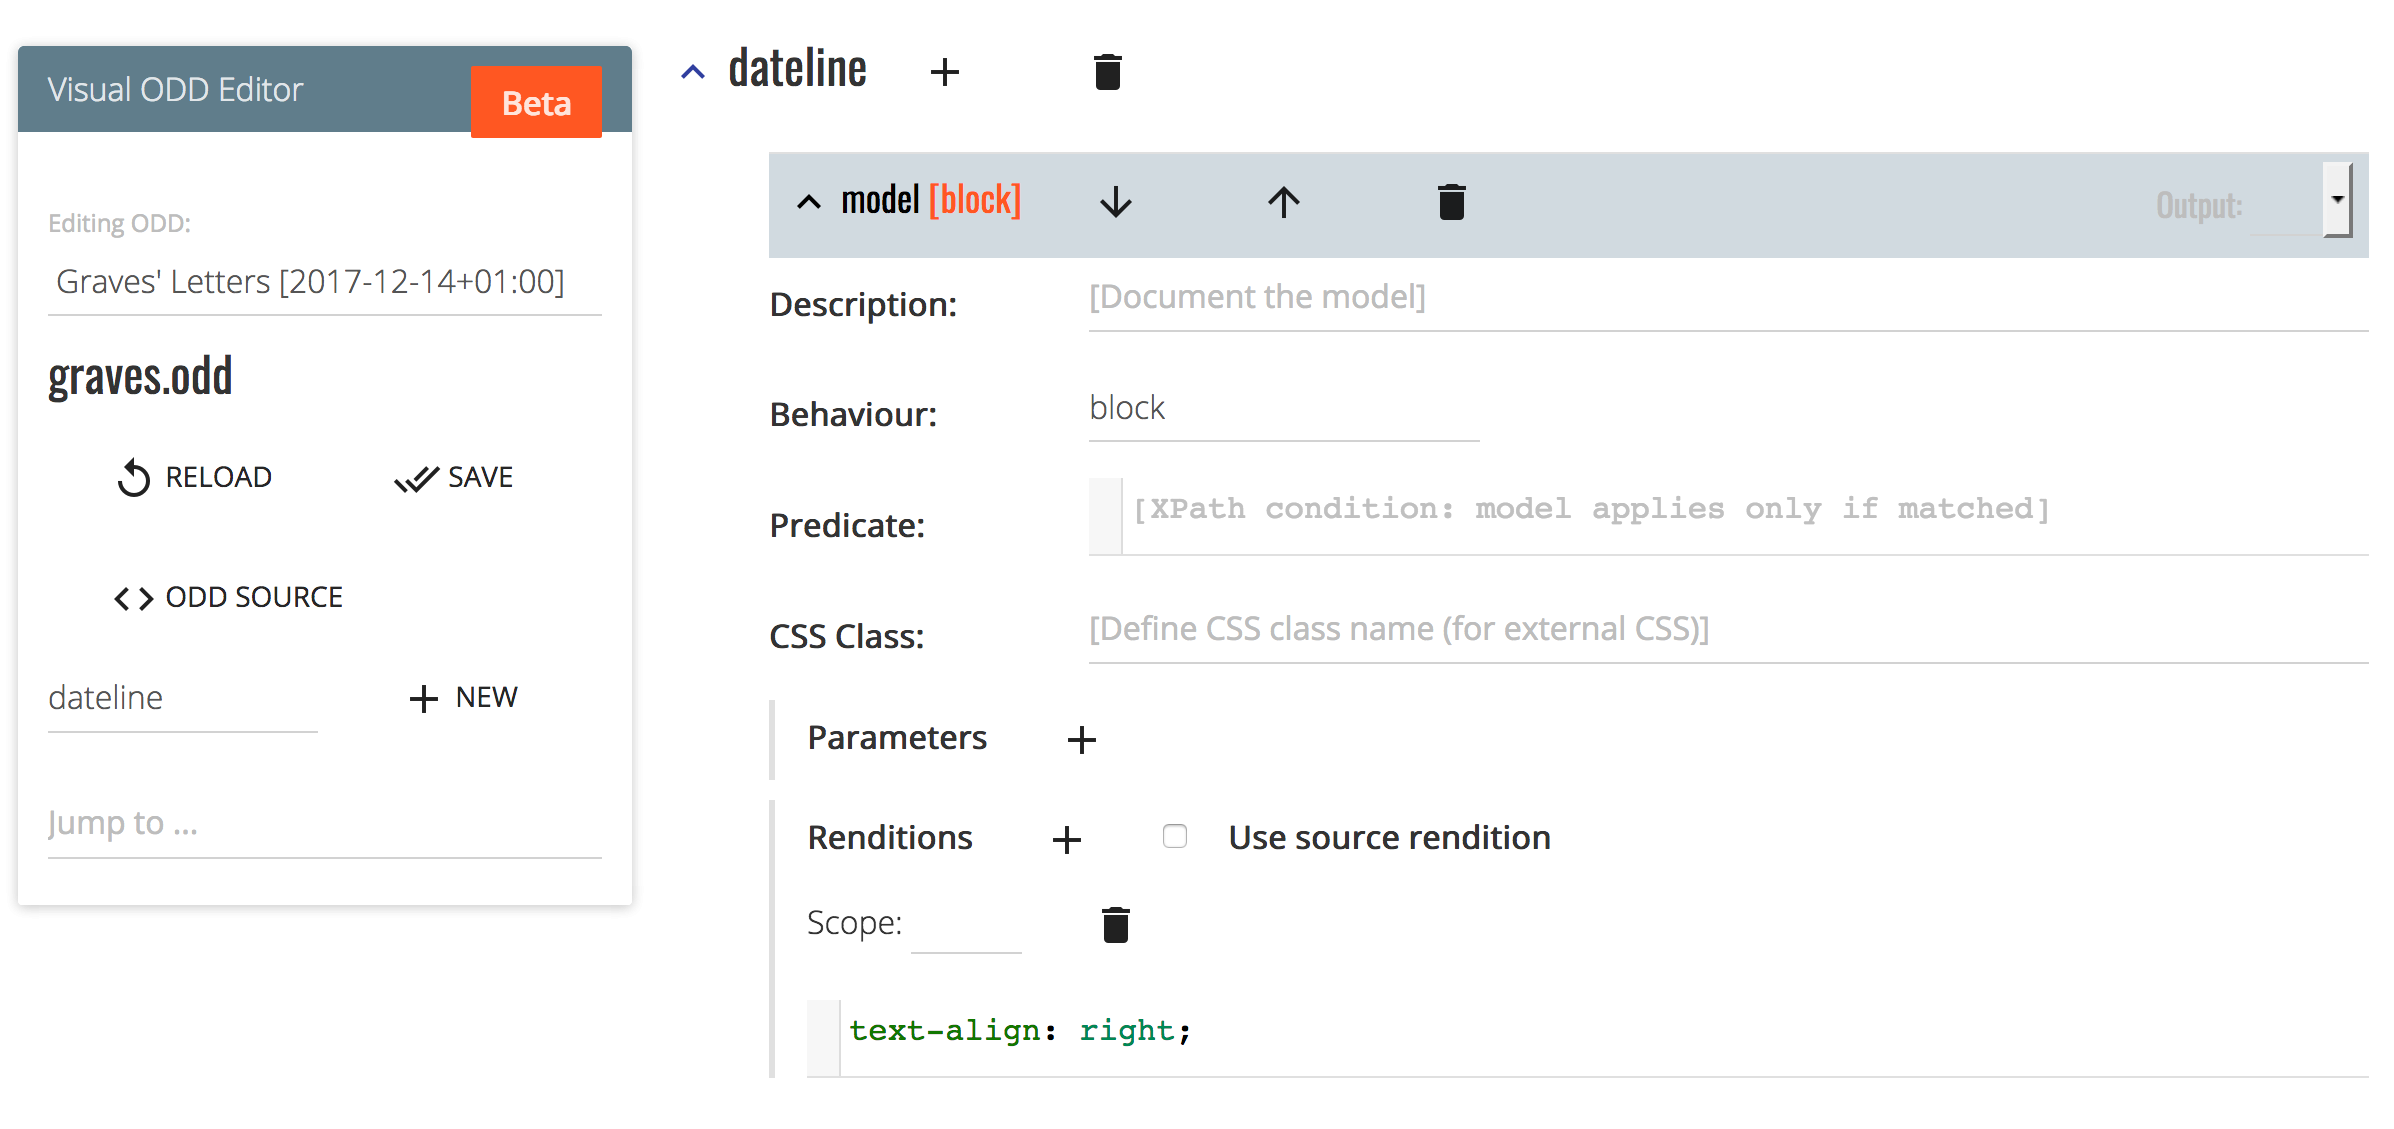 Visual ODD Editor
Beta
Editing ODD:
Graves' Letters [2017-12-14+01:00]
graves.odd
RELOAD
SAVE
ODD SOURCE
dateline
NEW
Jump to ...
dateline
model [block]
Output:
Description:
[Document the model]
Behaviour:
block
Predicate:
[XPath condition: model applies only if matched]
CSS Class:
[Define CSS class name (for external CSS)]
Parameters
Renditions
Use source rendition
Scope:
text-align: right;